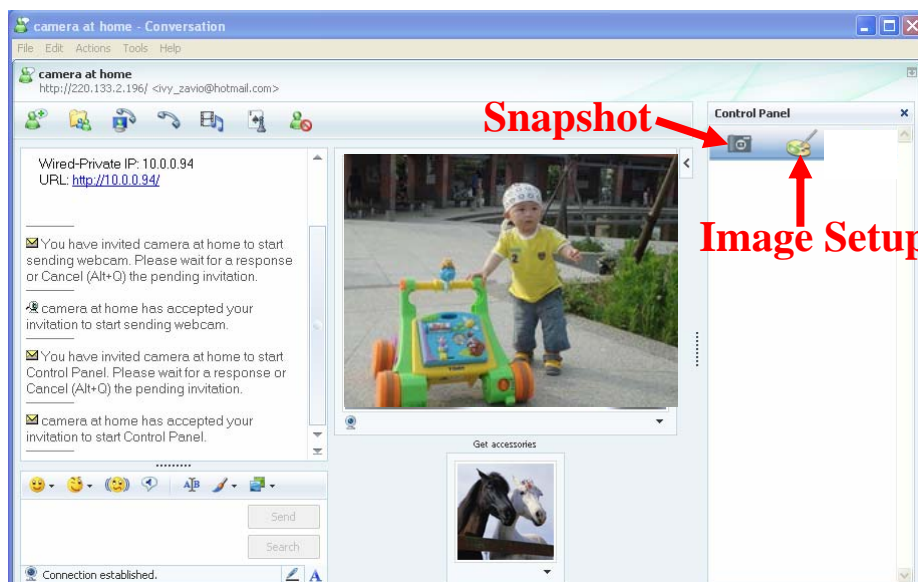 camera at home - Conversation
File Edit Actions Tools Help
camera at home
http://220.133.2.196/ <ivy_zavio@hotmail.com>
Snapshot
Control Panel
Image Setup
Wired-Private IP: 10.0.0.94
URL: http://10.0.0.94/
You have invited camera at home to start
sending webcam. Please wait for a response
or Cancel (Alt+Q) the pending invitation.
camera at home has accepted your
invitation to start sending webcam.
You have invited camera at home to start
Control Panel. Please wait for a response or
Cancel (Alt+Q) the pending invitation.
camera at home has accepted your
invitation to start Control Panel.
Get accessories
Send
Search
Connection established.
A